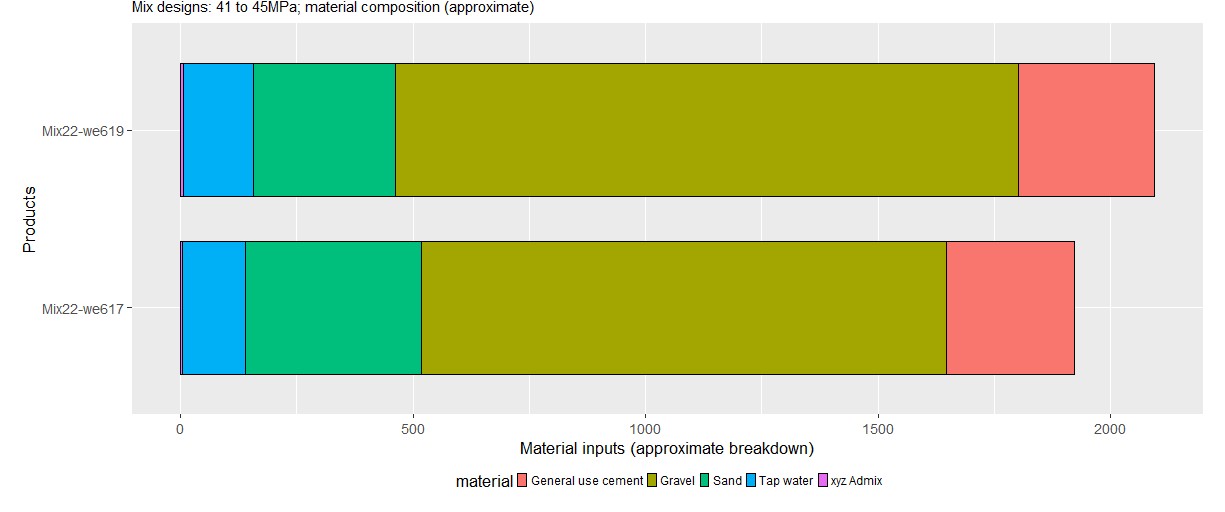 Mix designs: 41 to 45MPa; material composition (approximate)
Products
Mix22-we619
Mix22-we617
0 500 1000 1500 2000
Material inputs (approximate breakdown)
material General use cement Gravel Sand Tap water xyz Admix